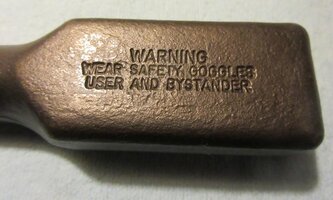 WARNING
WEAR SAFETY GOGGLES
USER AND BYSTANDER